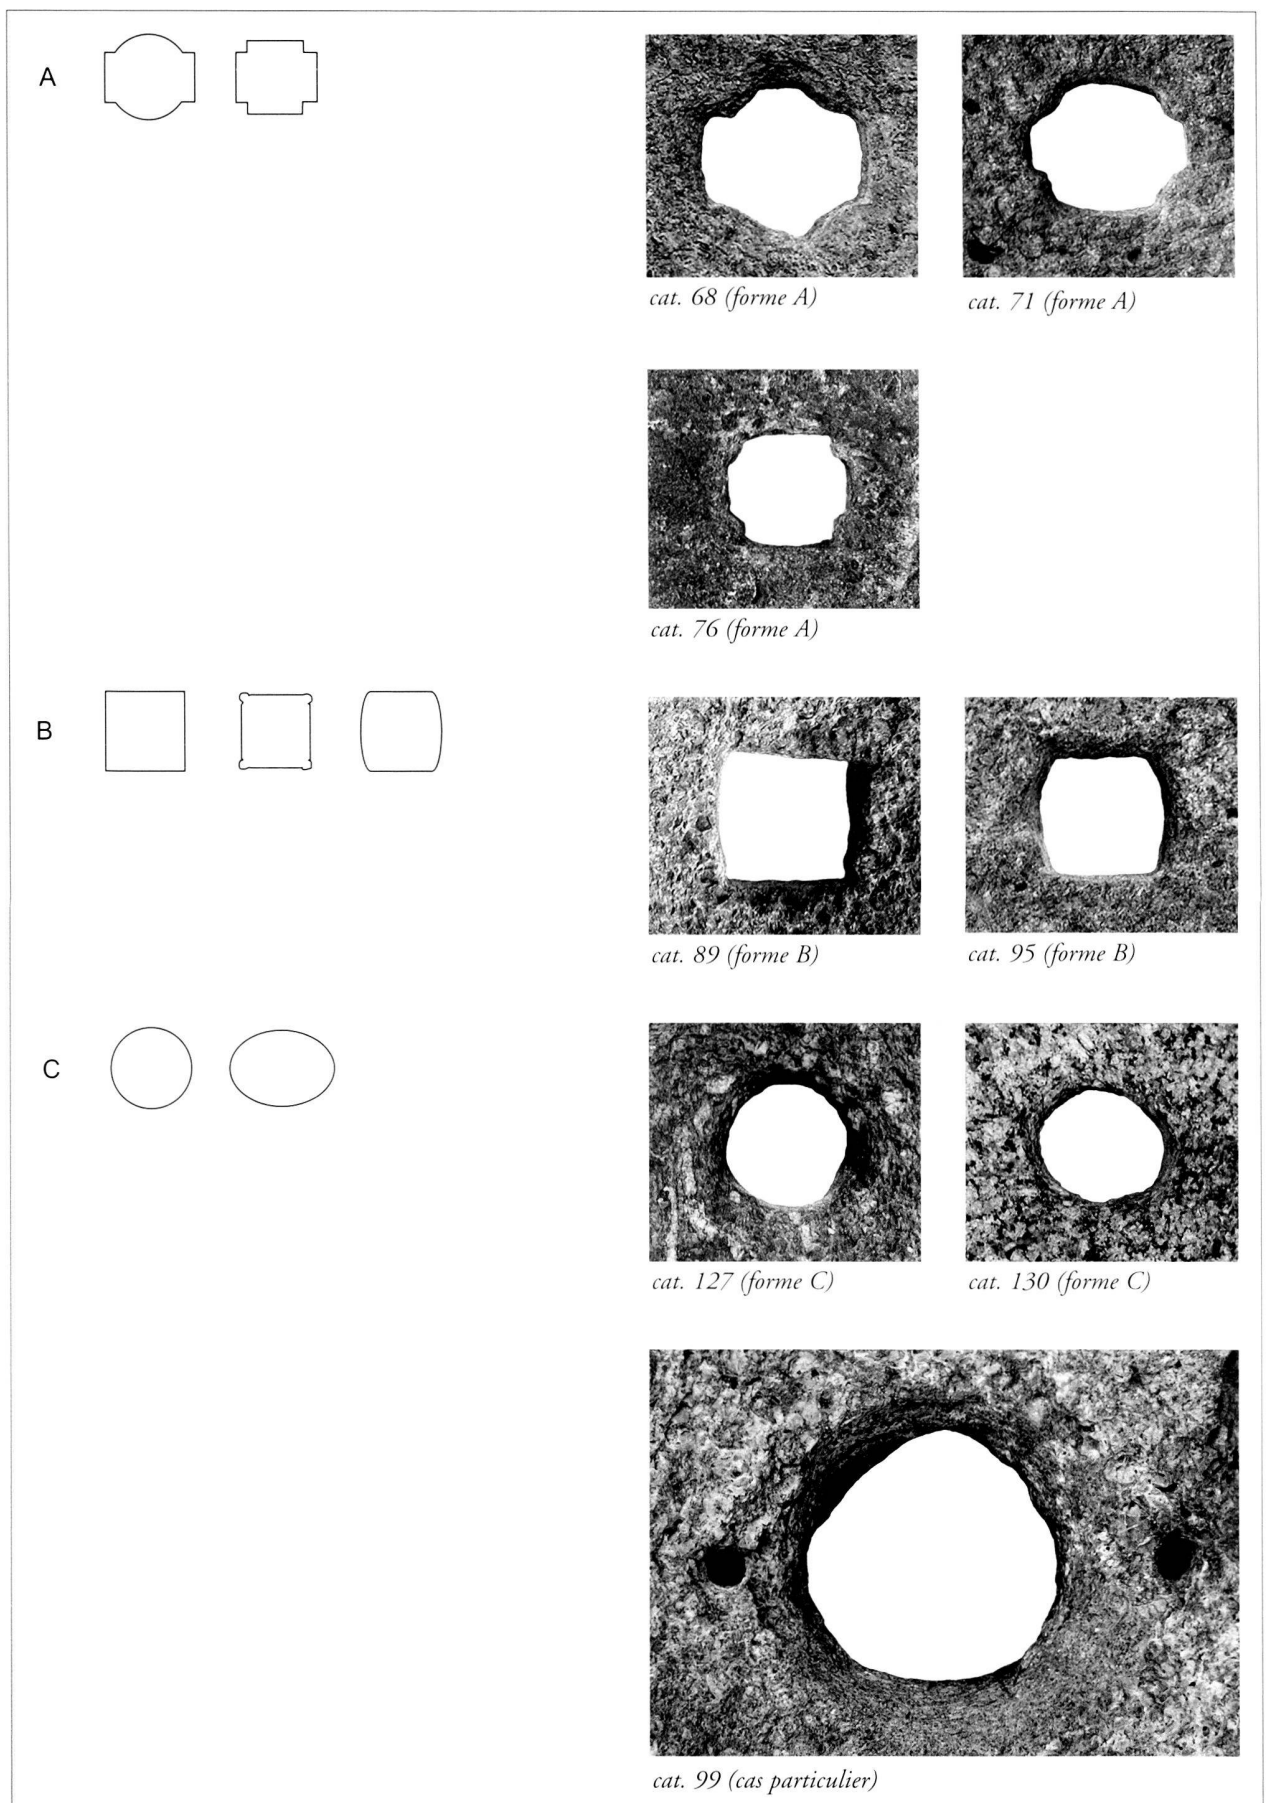 A
cat. 68 (forme A)
cat. 71 (forme A)
cat. 76 (forme A)
B
cat. 89 (forme B)
cat. 95 (forme B)
C
cat. 127 (forme C)
cat. 130 (forme C)
cat. 99 (cas particulier)